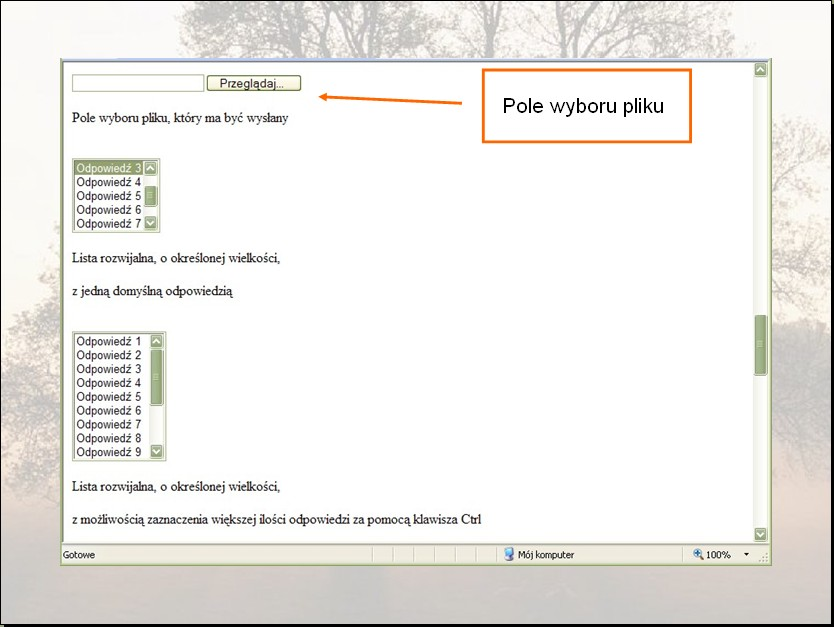 Przeglądaj...
Pole wyboru pliku
Pole wyboru pliku, który ma być wysłany
Odpowiedź 3
Odpowiedź 4
Odpowiedź 5
Odpowiedź 6
Odpowiedź 7
Lista rozwijalna, o określonej wielkości,
z jedną domyślną odpowiedzią
Odpowiedź 1
Odpowiedź 2
Odpowiedź 3
Odpowiedź 4
Odpowiedź 5
Odpowiedź 6
Odpowiedź 7
Odpowiedź 8
Odpowiedź 9
Lista rozwijalna, o określonej wielkości,
z możliwością zaznaczenia większej ilości odpowiedzi za pomocą klawisza Ctrl
Gotowe Mój komputer 100%